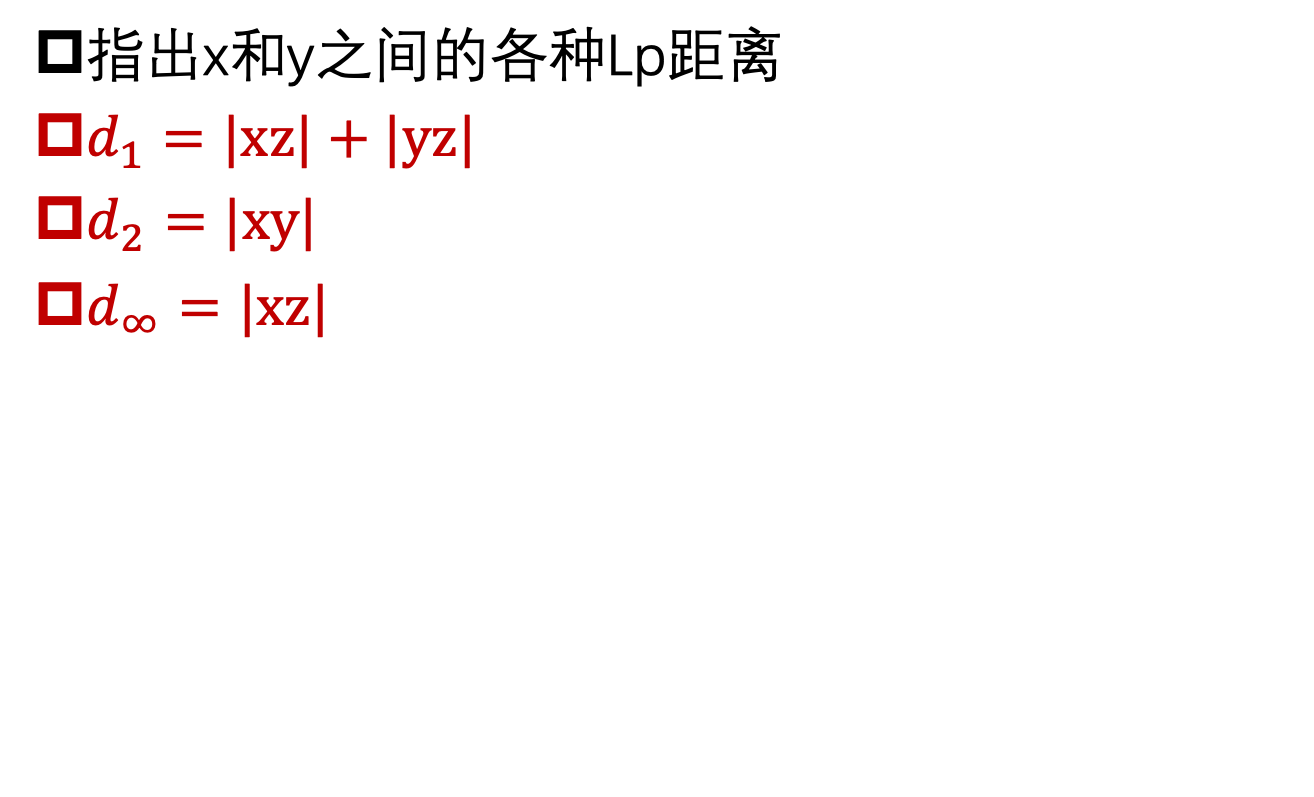 指出x和y之间的各种Lp距离
d₁ = |xz| + |yz|
d₂ = |xy|
d∞ = |xz|